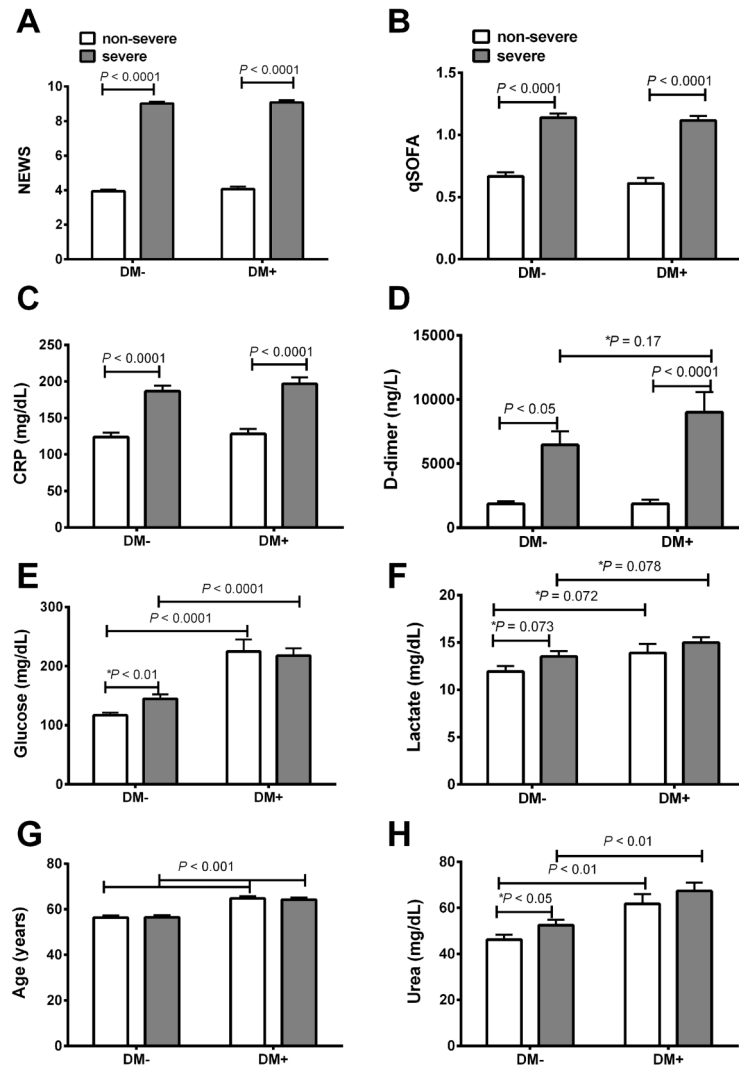 A
non-severe
severe
P < 0.0001
P < 0.0001
10
8
6
4
2
0
NEWS
DM-
DM+
B
non-severe
severe
P < 0.0001
P < 0.0001
1.5
1.0
0.5
0.0
qSOFA
DM-
DM+
C
P < 0.0001
P < 0.0001
250
200
150
100
50
0
CRP (mg/dL)
DM-
DM+
D
*P = 0.17
P < 0.0001
P < 0.05
15000
10000
5000
0
D-dimer (ng/L)
DM-
DM+
E
P < 0.0001
P < 0.0001
*P < 0.01
300
200
100
0
Glucose (mg/dL)
DM-
DM+
F
*P = 0.078
*P = 0.072
*P = 0.073
20
15
10
5
0
Lactate (mg/dL)
DM-
DM+
G
P < 0.001
80
60
40
20
0
Age (years)
DM-
DM+
H
P < 0.01
P < 0.01
*P < 0.05
80
60
40
20
0
Urea (mg/dL)
DM-
DM+